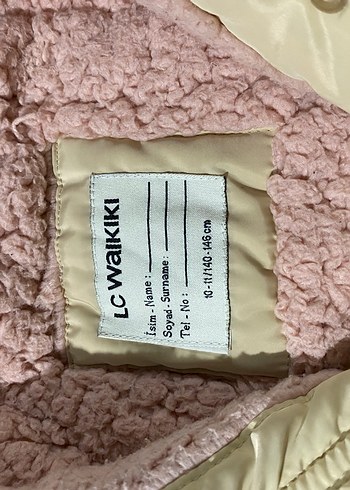 LC WAIKIKI
İsim - Name :
Soyad - Surname :
Tel - No :
10-11/140-146 cm